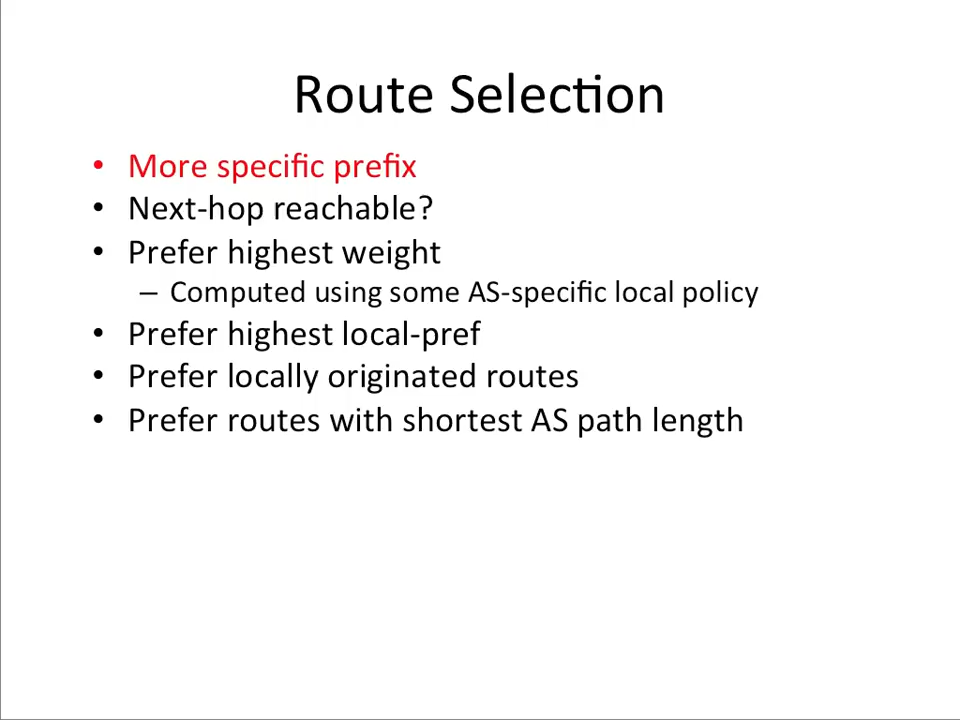 Route Selection
• More specific prefix
• Next-hop reachable?
• Prefer highest weight
– Computed using some AS-specific local policy
• Prefer highest local-pref
• Prefer locally originated routes
• Prefer routes with shortest AS path length